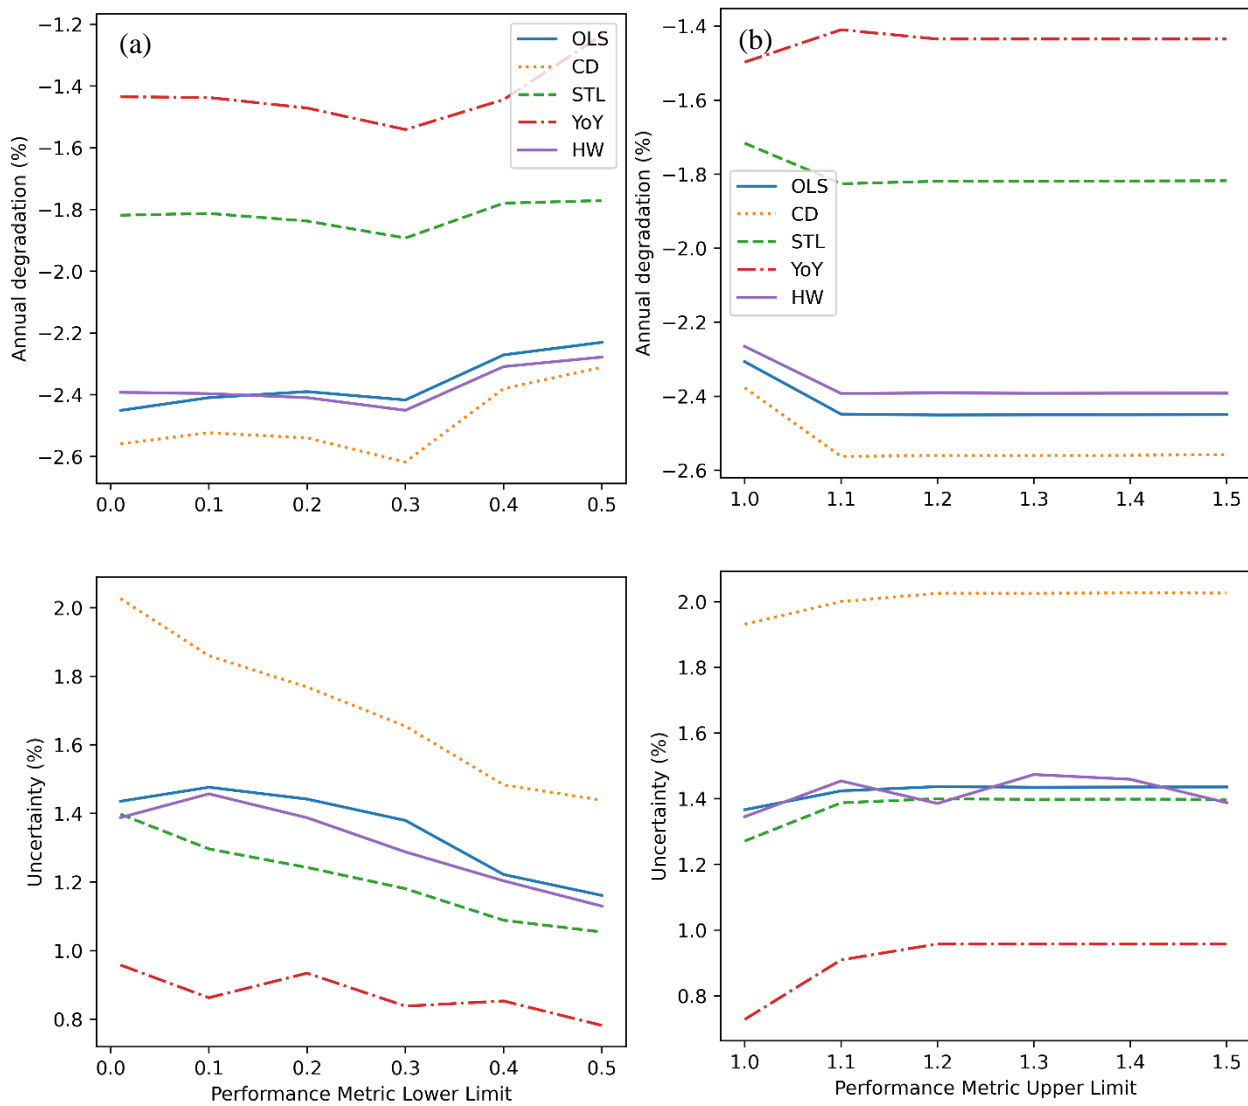 (a)
Annual degradation (%)
−1.2
−1.4
−1.6
−1.8
−2.0
−2.2
−2.4
−2.6
OLS
CD
STL
YoY
HW
0.0 0.1 0.2 0.3 0.4 0.5
(b)
Annual degradation (%)
−1.4
−1.6
−1.8
−2.0
−2.2
−2.4
−2.6
OLS
CD
STL
YoY
HW
1.0 1.1 1.2 1.3 1.4 1.5
Uncertainty (%)
2.0
1.8
1.6
1.4
1.2
1.0
0.8
0.0 0.1 0.2 0.3 0.4 0.5
Performance Metric Lower Limit
Uncertainty (%)
2.0
1.8
1.6
1.4
1.2
1.0
0.8
1.0 1.1 1.2 1.3 1.4 1.5
Performance Metric Upper Limit